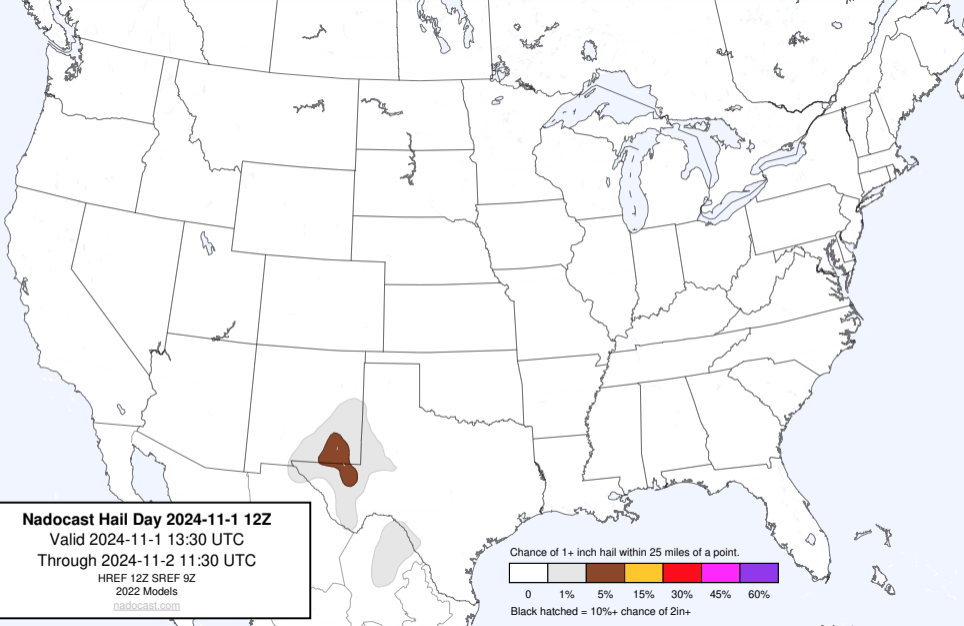 Nadocast Hail Day 2024-11-1 12Z
Valid 2024-11-1 13:30 UTC
Through 2024-11-2 11:30 UTC
HREF 12Z SREF 9Z
2022 Models
nadocast.com
Chance of 1+ inch hail within 25 miles of a point.
0 1% 5% 15% 30% 45% 60%
Black hatched = 10%+ chance of 2in+